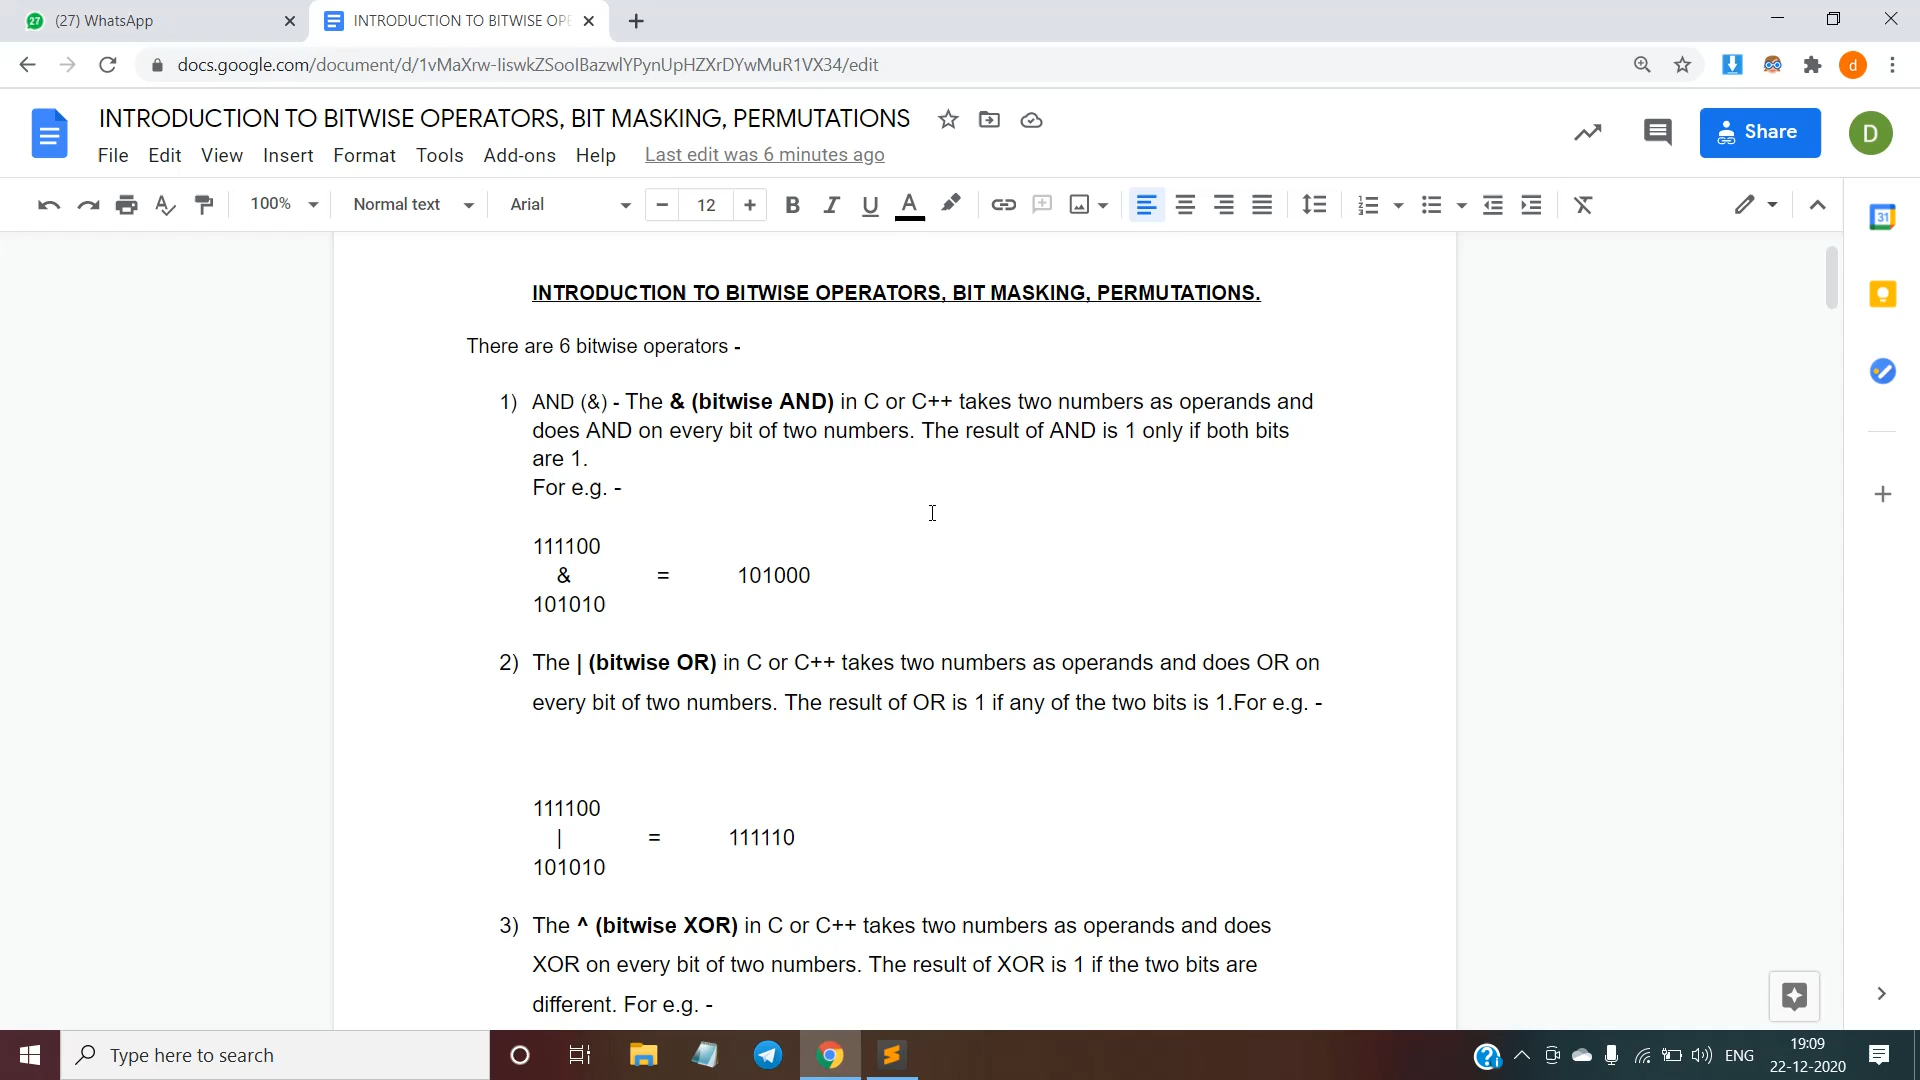 27 (27) WhatsApp
INTRODUCTION TO BITWISE OPE
docs.google.com/document/d/1vMaXrw-IiswkZSooIBazwlYPynUpHZXrDYwMuR1VX34/edit
d
INTRODUCTION TO BITWISE OPERATORS, BIT MASKING, PERMUTATIONS
Share
D
File Edit View Insert Format Tools Add-ons Help Last edit was 6 minutes ago
100% Normal text Arial 12 B I U A
31
INTRODUCTION TO BITWISE OPERATORS, BIT MASKING, PERMUTATIONS.
There are 6 bitwise operators -
1) AND (&) - The & (bitwise AND) in C or C++ takes two numbers as operands and
does AND on every bit of two numbers. The result of AND is 1 only if both bits
are 1.
For e.g. -
111100
& = 101000
101010
2) The | (bitwise OR) in C or C++ takes two numbers as operands and does OR on
every bit of two numbers. The result of OR is 1 if any of the two bits is 1.For e.g. -
111100
| = 111110
101010
3) The ^ (bitwise XOR) in C or C++ takes two numbers as operands and does
XOR on every bit of two numbers. The result of XOR is 1 if the two bits are
different. For e.g. -
Type here to search
ENG
19:09
22-12-2020